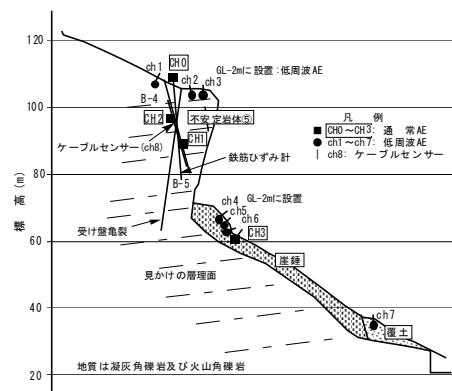 120
100
80
60
40
20
標 高(m)
ch1
CH0
GL-2mに設置:低周波AE
ch2
ch3
B-4
CH2
不安定岩体⑤
ケーブルセンサー(ch8)
CH1
鉄筋ひずみ計
B-5
凡 例
■ CH0~CH3: 通 常AE
● ch1~ch7: 低周波AE
| ch8: ケーブルセンサー
GL-2mに設置
ch4
ch5
ch6
CH3
受け盤亀裂
崖錐
見かけの層理面
ch7
覆土
地質は凝灰角礫岩及び火山角礫岩